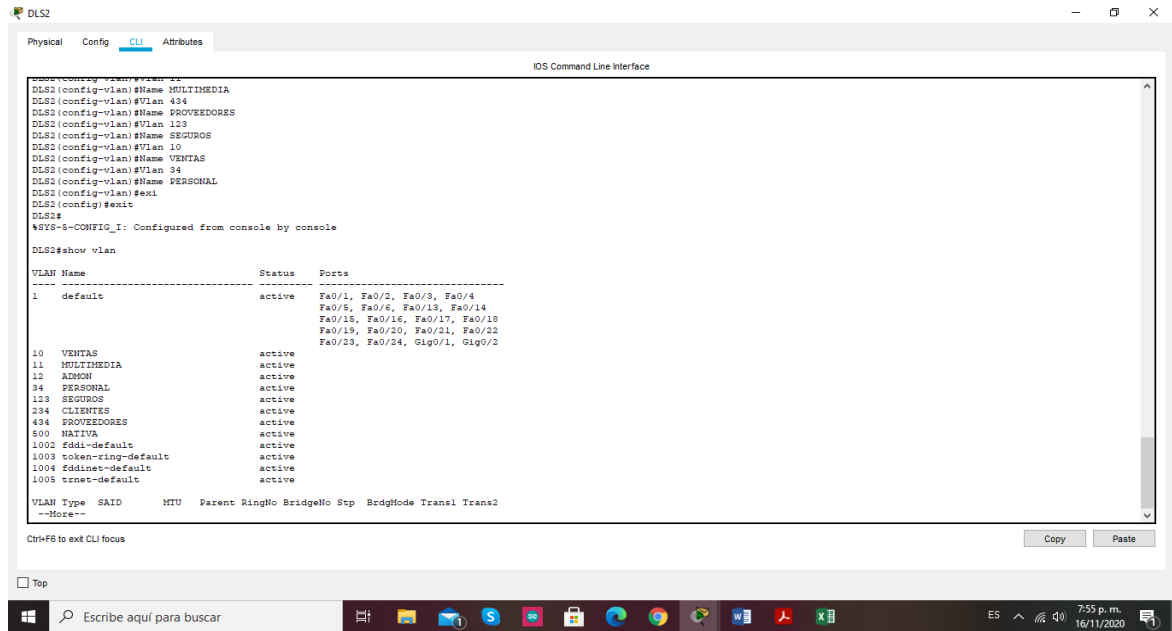 DLS2
Physical Config CLI Attributes
IOS Command Line Interface
DLS2(config-vlan)#Vlan 11
DLS2(config-vlan)#Name MULTIMEDIA
DLS2(config-vlan)#Vlan 434
DLS2(config-vlan)#Name PROVEEDORES
DLS2(config-vlan)#Vlan 123
DLS2(config-vlan)#Name SEGUROS
DLS2(config-vlan)#Vlan 10
DLS2(config-vlan)#Name VENTAS
DLS2(config-vlan)#Vlan 34
DLS2(config-vlan)#Name PERSONAL
DLS2(config-vlan)#exi
DLS2(config)#exit
DLS2#
%SYS-5-CONFIG_I: Configured from console by console
DLS2#show vlan
VLAN Name Status Ports
---- -------------------------------- --------- -------------------------------
1 default active Fa0/1, Fa0/2, Fa0/3, Fa0/4
Fa0/5, Fa0/6, Fa0/13, Fa0/14
Fa0/15, Fa0/16, Fa0/17, Fa0/18
Fa0/19, Fa0/20, Fa0/21, Fa0/22
Fa0/23, Fa0/24, Gig0/1, Gig0/2
10 VENTAS active
11 MULTIMEDIA active
12 ADMON active
34 PERSONAL active
123 SEGUROS active
234 CLIENTES active
434 PROVEEDORES active
500 NATIVA active
1002 fddi-default active
1003 token-ring-default active
1004 fddinet-default active
1005 trnet-default active
VLAN Type SAID MTU Parent RingNo BridgeNo Stp BrdgMode Trans1 Trans2
--More--
Ctrl+F6 to exit CLI focus
Copy Paste
Top
Escribe aquí para buscar
ES
7:55 p. m.
16/11/2020